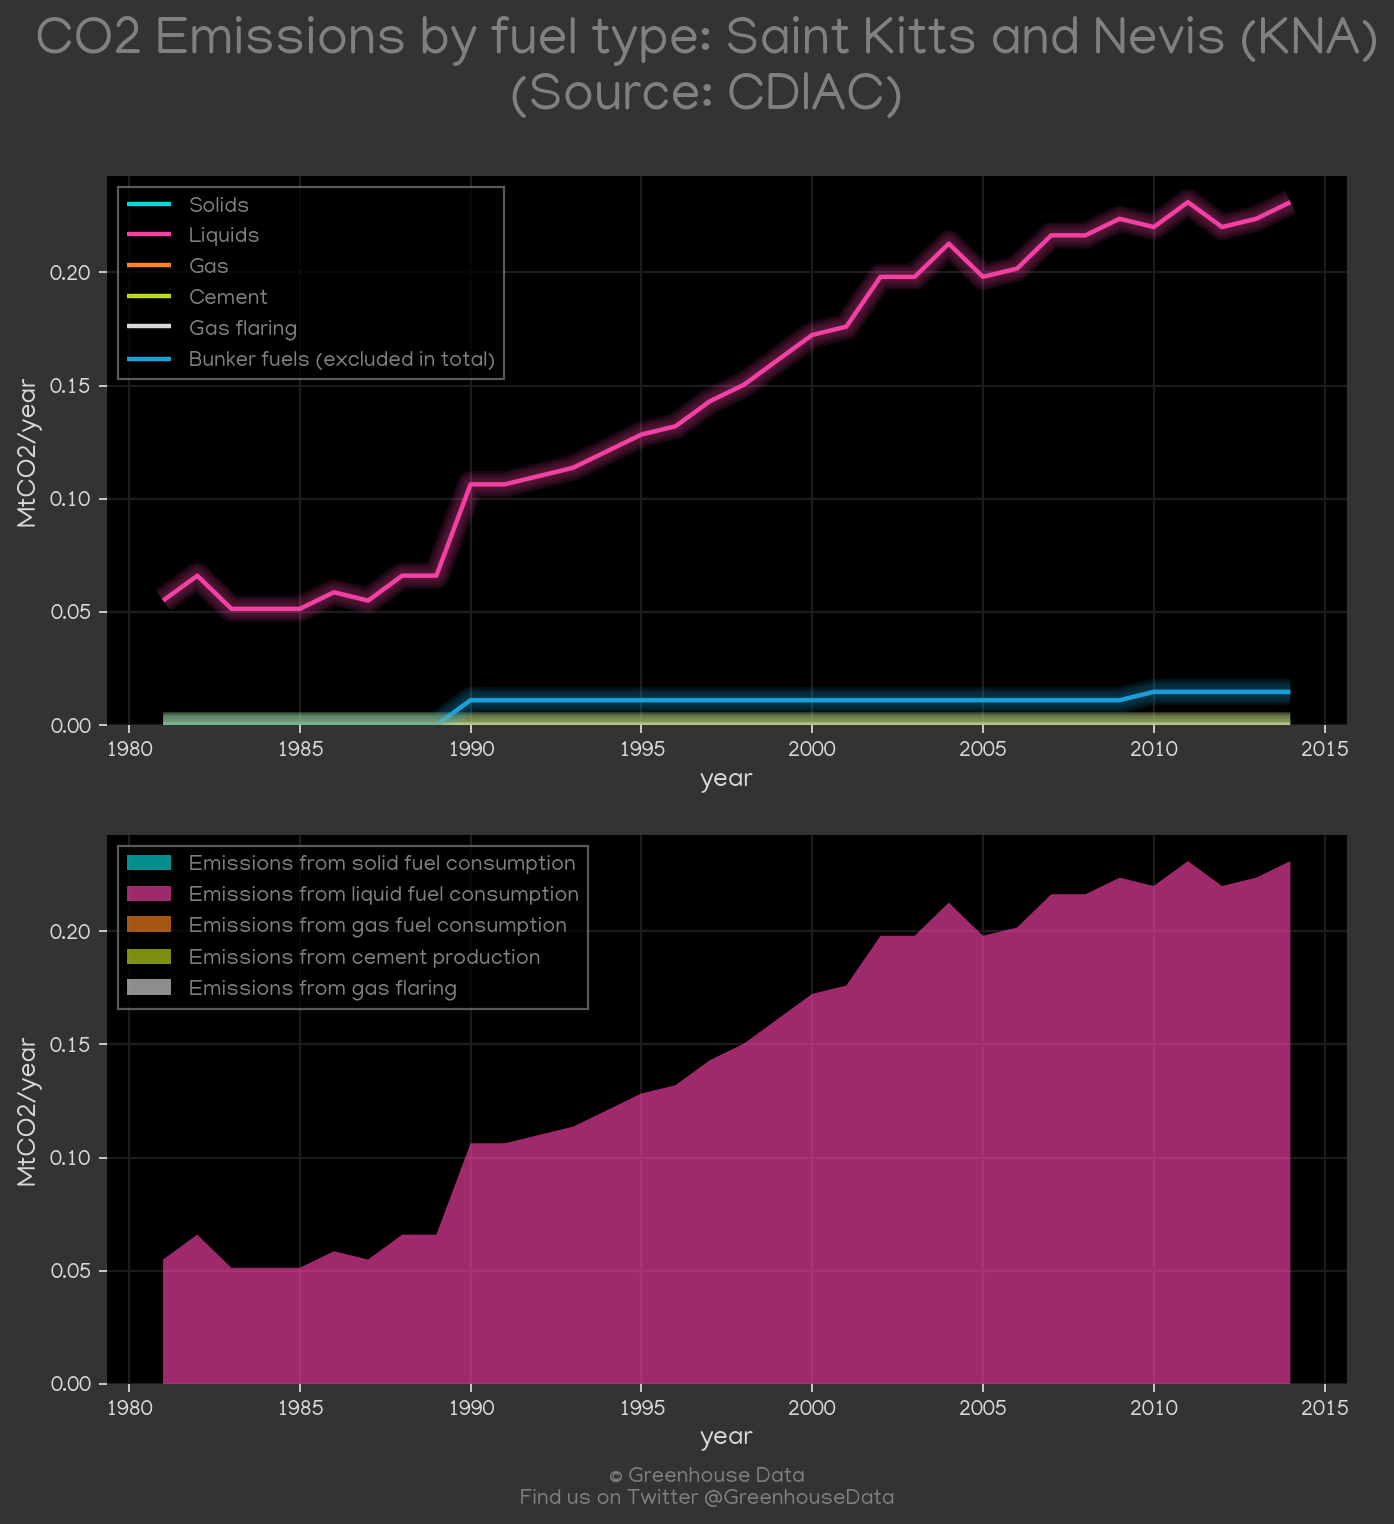 CO2 Emissions by fuel type: Saint Kitts and Nevis (KNA)
(Source: CDIAC)
Solids
Liquids
Gas
Cement
Gas flaring
Bunker fuels (excluded in total)
MtCO2/year
0.20
0.15
0.10
0.05
0.00
1980 1985 1990 1995 2000 2005 2010 2015
year
Emissions from solid fuel consumption
Emissions from liquid fuel consumption
Emissions from gas fuel consumption
Emissions from cement production
Emissions from gas flaring
MtCO2/year
0.20
0.15
0.10
0.05
0.00
1980 1985 1990 1995 2000 2005 2010 2015
year
© Greenhouse Data
Find us on Twitter @GreenhouseData